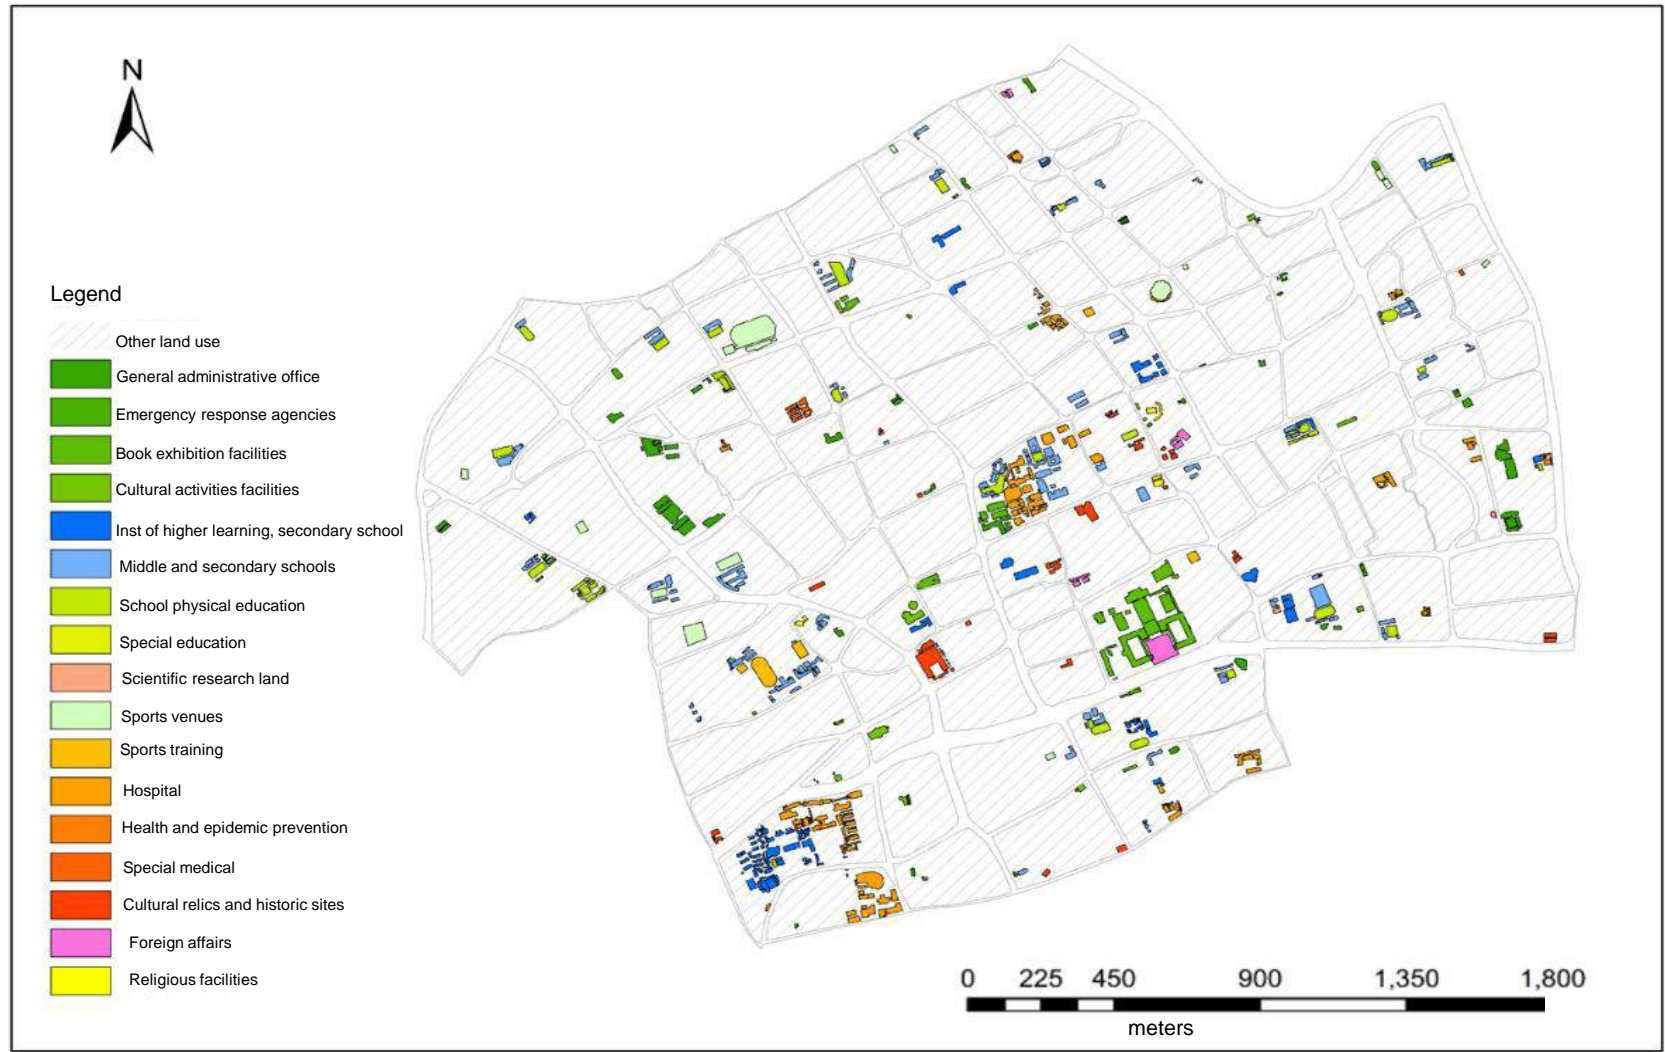 N
Legend
Other land use
General administrative office
Emergency response agencies
Book exhibition facilities
Cultural activities facilities
Inst of higher learning, secondary school
Middle and secondary schools
School physical education
Special education
Scientific research land
Sports venues
Sports training
Hospital
Health and epidemic prevention
Special medical
Cultural relics and historic sites
Foreign affairs
Religious facilities
0 225 450 900 1,350 1,800
meters